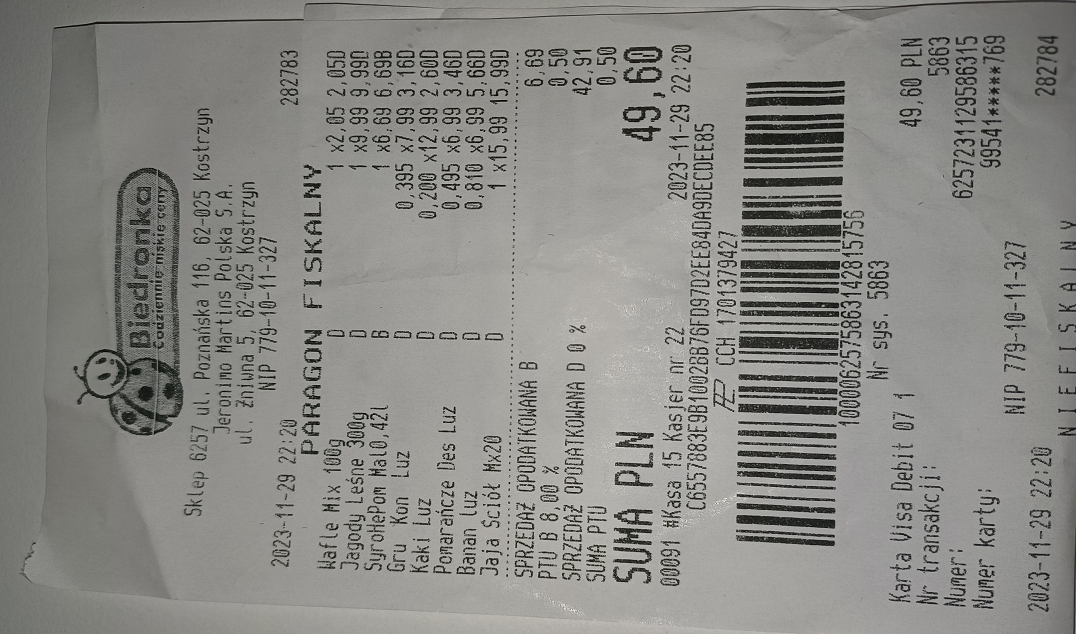 Biedronka
Codziennie niskie ceny
Sklep 6257 ul. Poznańska 116, 62-025 Kostrzyn
Jeronimo Martins Polska S.A.
ul. Żniwna 5, 62-025 Kostrzyn
NIP 779-10-11-327
2023-11-29 22:20 282783
PARAGON FISKALNY
Wafle Mix 100g D 1 x2,05 2,05D
Jagody Leśne 300g D 1 x9,99 9,99D
SyroHePom Mal0,42l B 1 x6,69 6,69B
Gru Kon Luz D 0,395 x7,99 3,16D
Kaki Luz D 0,200 x12,99 2,60D
Pomarańcze Des Luz D 0,495 x6,99 3,46D
Banan Luz D 0,810 x6,99 5,66D
Jaja Sciół Mx20 D 1 x15,99 15,99D
SPRZEDAŻ OPODATKOWANA B 6,69
PTU B 8,00 % 0,50
SPRZEDAŻ OPODATKOWANA D 0 % 42,91
SUMA PTU 0,50
SUMA PLN 49,60
00091 #Kasa 15 Kasjer nr 22 2023-11-29 22:20
C6557883E9B1002BB76FD97D2EE84DA9DECDEE85
CCH 1701379427
1000062575863142815756
Nr sys. 5863
Karta Visa Debit 07 1 49,60 PLN
Nr transakcji: 5863
Numer: 6257231129586315
Numer karty: 99541*****769
NIP 779-10-11-327
2023-11-29 22:20 282784
N I E F I S K A L N Y